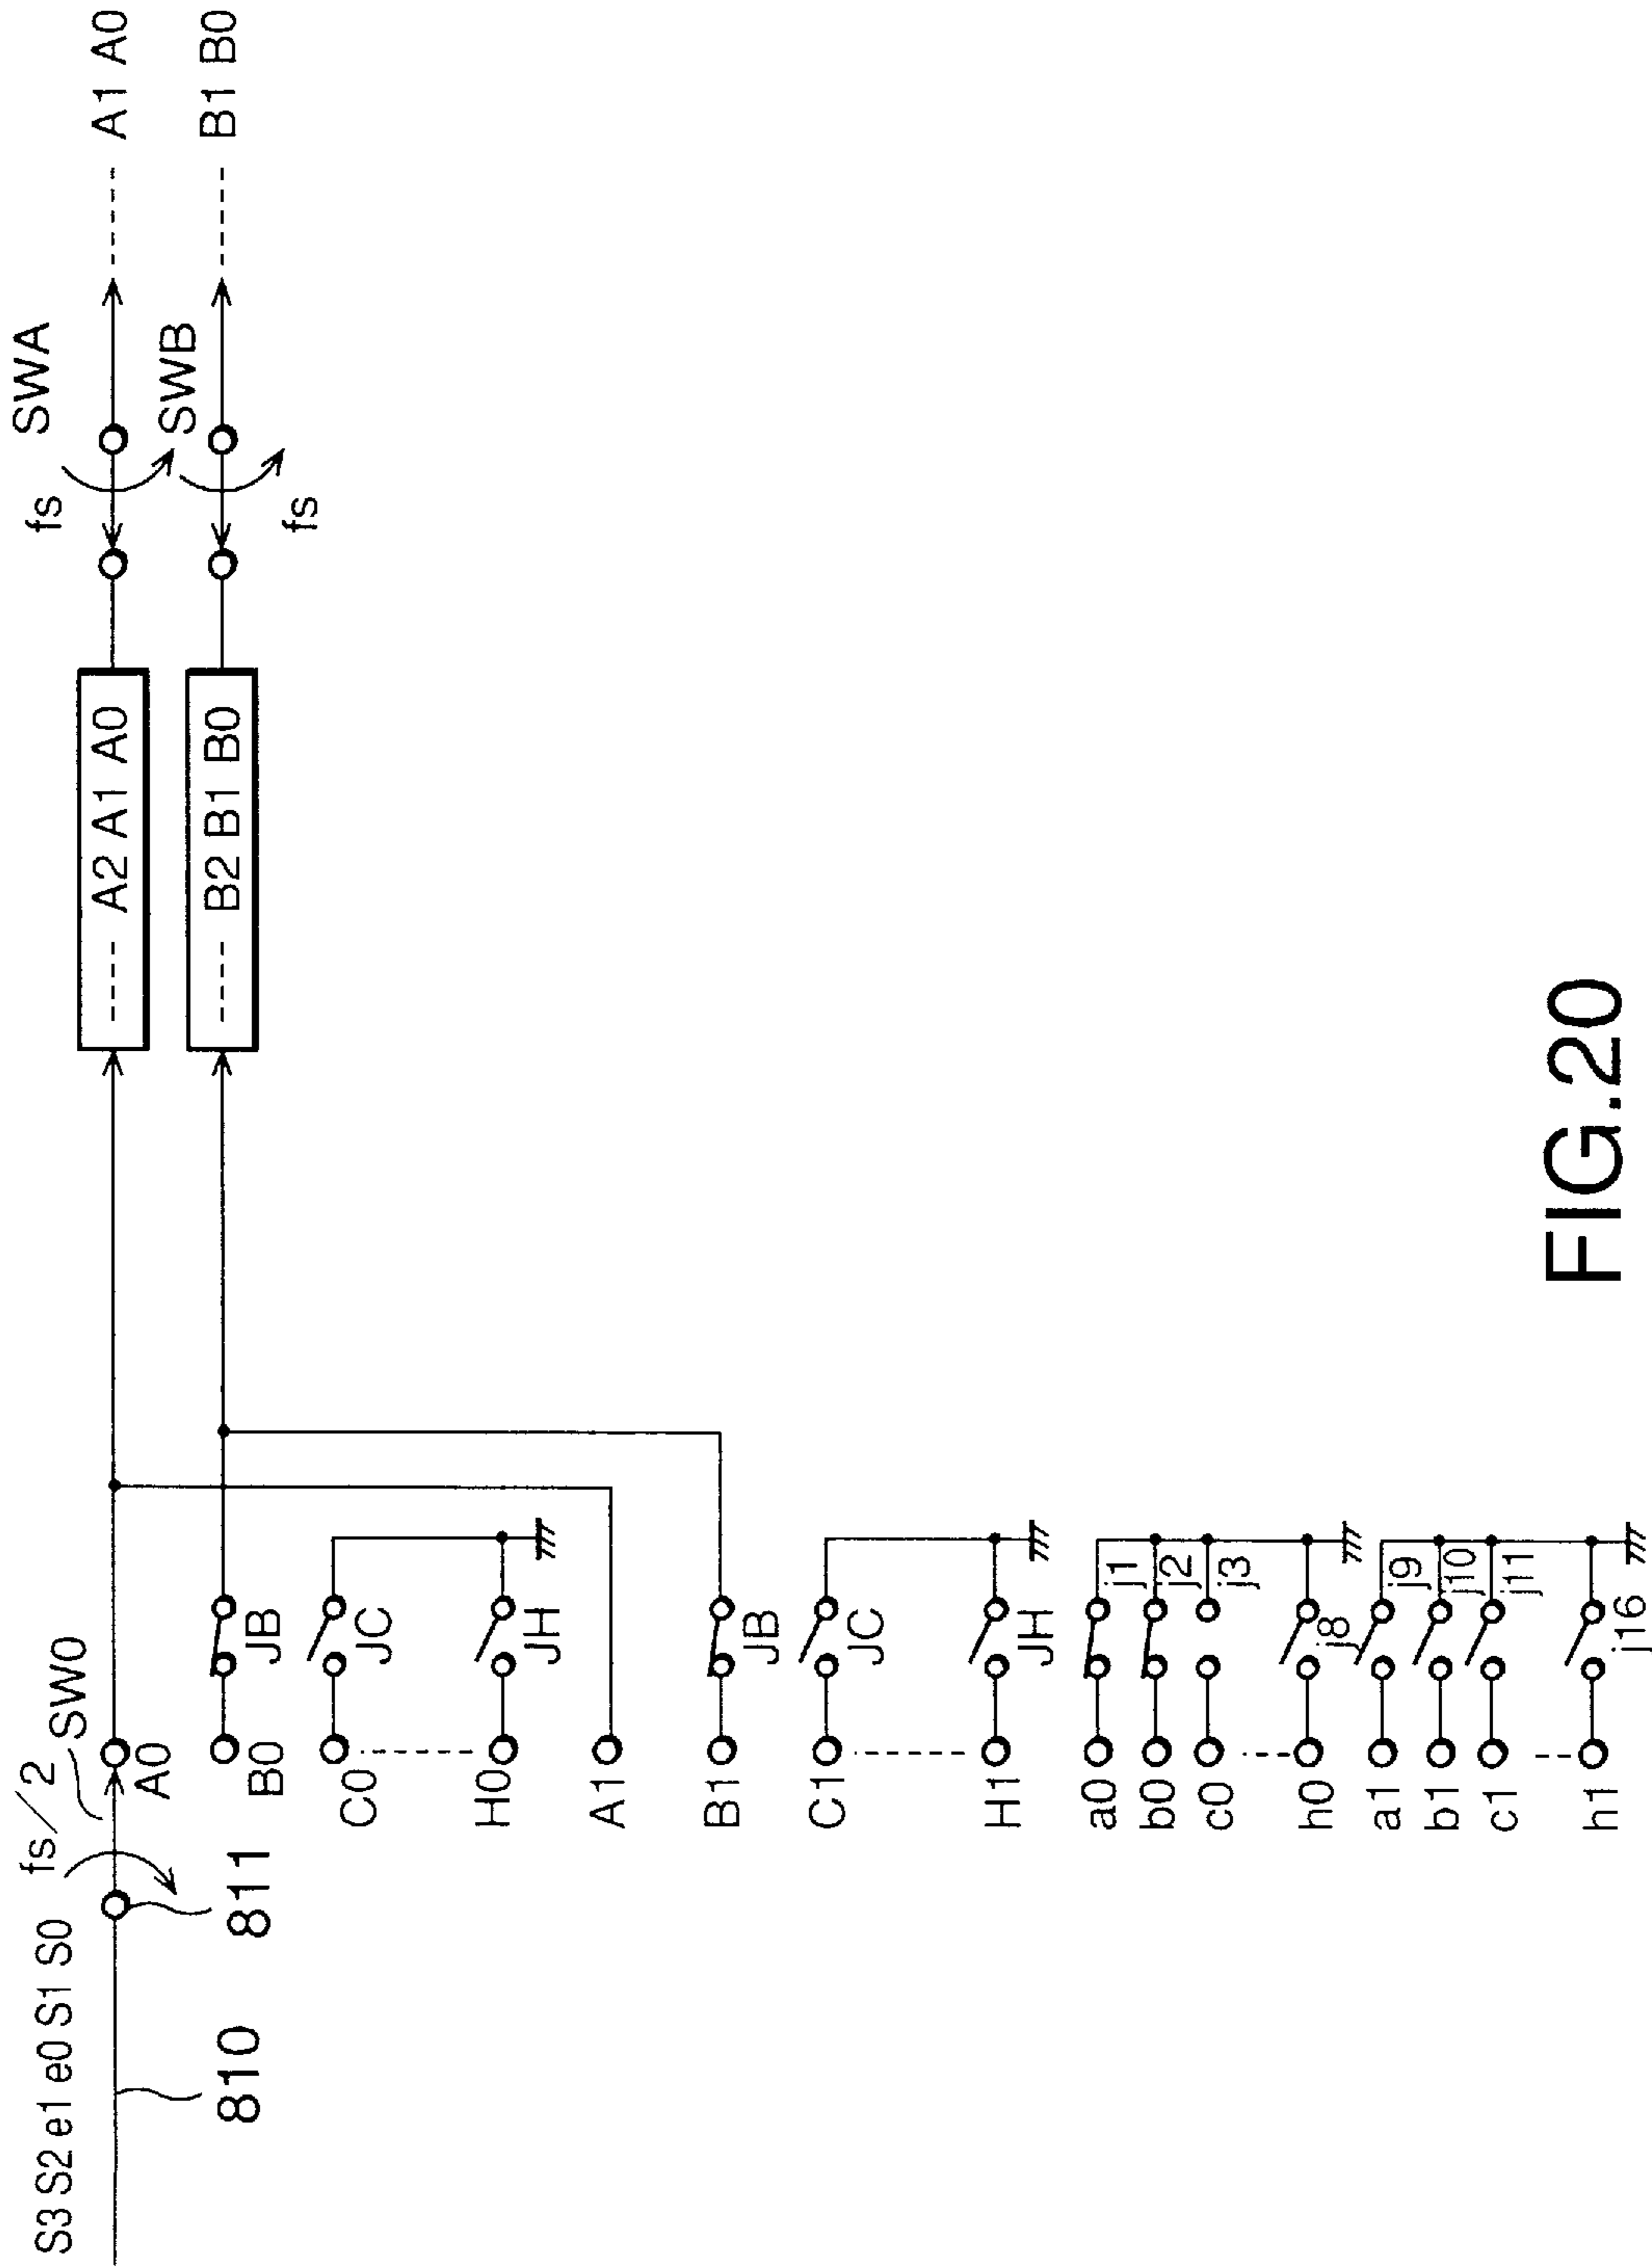 S3 S2 e1 e0 S1 S0
fs/2
SW0
810
811
A0
B0
JB
C0
JC
H0
JH
A1
B1
JB
C1
JC
H1
JH
a0
j1
b0
j2
c0
j3
h0
j8
a1
j9
b1
j10
c1
j11
h1
j16
A2 A1 A0
B2 B1 B0
fs
SWA
SWB
fs
A1 A0
B1 B0
FIG.20